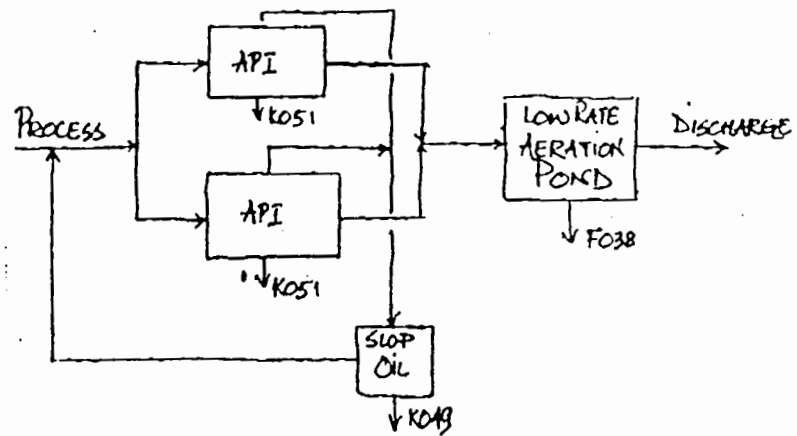 API
K051
PROCESS
LOW RATE
AERATION
POND
DISCHARGE
API
F038
K051
SLOP
OIL
K049